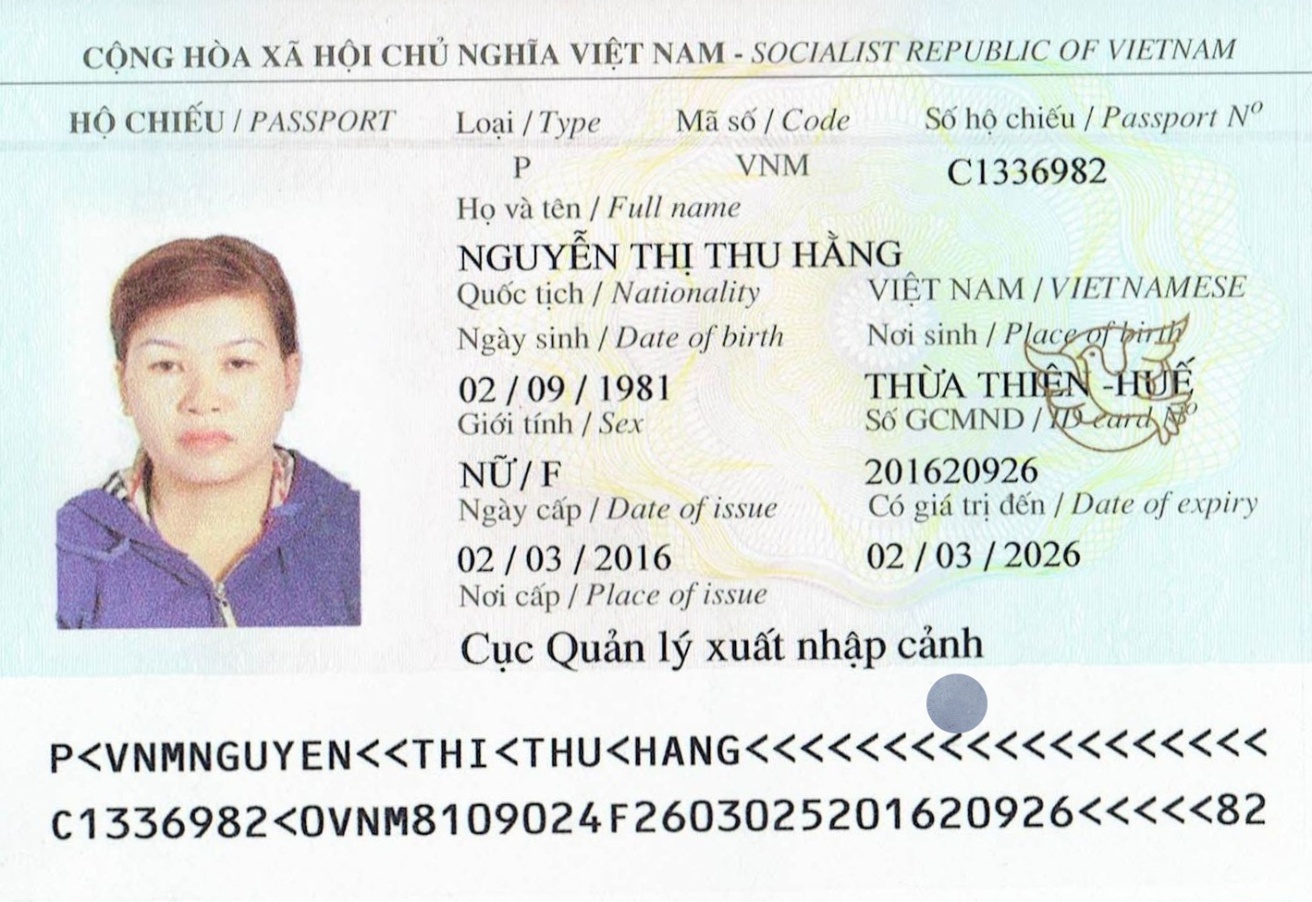 CỘNG HÒA XÃ HỘI CHỦ NGHĨA VIỆT NAM - SOCIALIST REPUBLIC OF VIETNAM
HỘ CHIẾU / PASSPORT Loại / Type Mã số / Code Số hộ chiếu / Passport Nº
P VNM C1336982
Họ và tên / Full name
NGUYỄN THỊ THU HẰNG
Quốc tịch / Nationality VIỆT NAM / VIETNAMESE
Ngày sinh / Date of birth Nơi sinh / Place of birth
02 / 09 / 1981 THỪA THIÊN -HUẾ
Giới tính / Sex Số GCMND / ID card Nº
NỮ / F 201620926
Ngày cấp / Date of issue Có giá trị đến / Date of expiry
02 / 03 / 2016 02 / 03 / 2026
Nơi cấp / Place of issue
Cục Quản lý xuất nhập cảnh
P<VNMNGUYEN<<THI<THU<HANG<<<<<<<<<<<<<<<<<<<
C1336982<0VNM8109024F2603025201620926<<<<<82